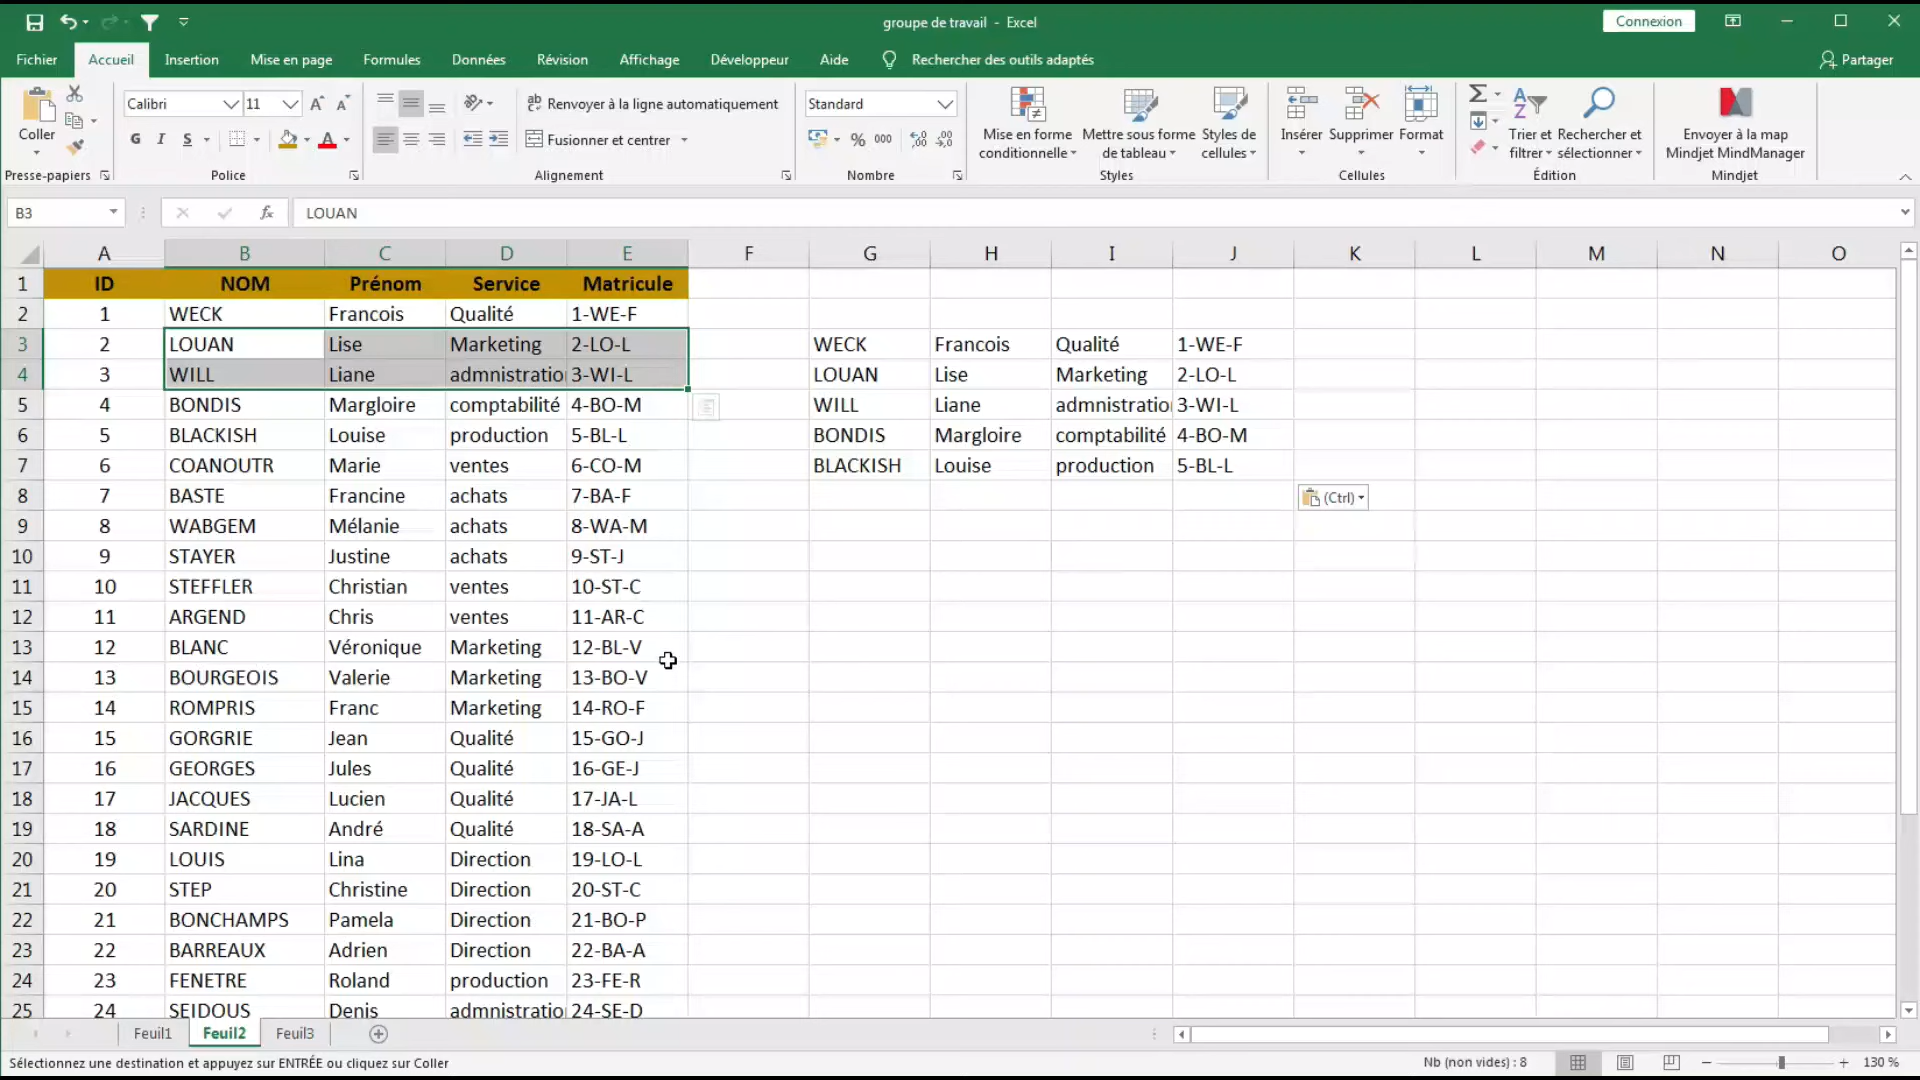 groupe de travail - Excel
Connexion
Fichier Accueil Insertion Mise en page Formules Données Révision Affichage Développeur Aide Rechercher des outils adaptés Partager
Coller
Presse-papiers
Calibri 11
G I S
Police
Renvoyer à la ligne automatiquement
Fusionner et centrer
Alignement
Standard
% 000
Nombre
Mise en forme conditionnelle
Mettre sous forme de tableau
Styles de cellules
Styles
Insérer Supprimer Format
Cellules
Trier et filtrer
Rechercher et sélectionner
Édition
Envoyer à la map Mindjet MindManager
Mindjet
B3 fx LOUAN
A B C D E F G H I J K L M N O
1 ID NOM Prénom Service Matricule
2 1 WECK Francois Qualité 1-WE-F
3 2 LOUAN Lise Marketing 2-LO-L WECK Francois Qualité 1-WE-F
4 3 WILL Liane admnistratio 3-WI-L LOUAN Lise Marketing 2-LO-L
5 4 BONDIS Margloire comptabilité 4-BO-M WILL Liane admnistratio 3-WI-L
6 5 BLACKISH Louise production 5-BL-L BONDIS Margloire comptabilité 4-BO-M
7 6 COANOUTR Marie ventes 6-CO-M BLACKISH Louise production 5-BL-L
8 7 BASTE Francine achats 7-BA-F (Ctrl)
9 8 WABGEM Mélanie achats 8-WA-M
10 9 STAYER Justine achats 9-ST-J
11 10 STEFFLER Christian ventes 10-ST-C
12 11 ARGEND Chris ventes 11-AR-C
13 12 BLANC Véronique Marketing 12-BL-V
14 13 BOURGEOIS Valerie Marketing 13-BO-V
15 14 ROMPRIS Franc Marketing 14-RO-F
16 15 GORGRIE Jean Qualité 15-GO-J
17 16 GEORGES Jules Qualité 16-GE-J
18 17 JACQUES Lucien Qualité 17-JA-L
19 18 SARDINE André Qualité 18-SA-A
20 19 LOUIS Lina Direction 19-LO-L
21 20 STEP Christine Direction 20-ST-C
22 21 BONCHAMPS Pamela Direction 21-BO-P
23 22 BARREAUX Adrien Direction 22-BA-A
24 23 FENETRE Roland production 23-FE-R
25 24 SEIDOUS Denis admnistratio 24-SE-D
Feuil1 Feuil2 Feuil3
Sélectionnez une destination et appuyez sur ENTRÉE ou cliquez sur Coller Nb (non vides) : 8 130 %